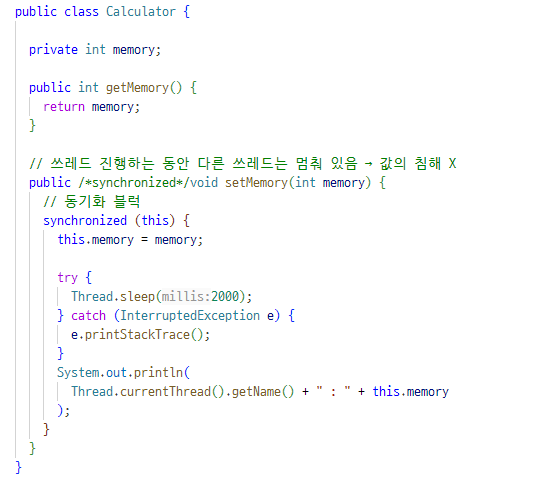 public class Calculator {
private int memory;
public int getMemory() {
return memory;
}
// 쓰레드 진행하는 동안 다른 쓰레드는 멈춰 있음 → 값의 침해 X
public /*synchronized*/void setMemory(int memory) {
// 동기화 블럭
synchronized (this) {
this.memory = memory;
try {
Thread.sleep(millis:2000);
} catch (InterruptedException e) {
e.printStackTrace();
}
System.out.println(
Thread.currentThread().getName() + " : " + this.memory
);
}
}
}